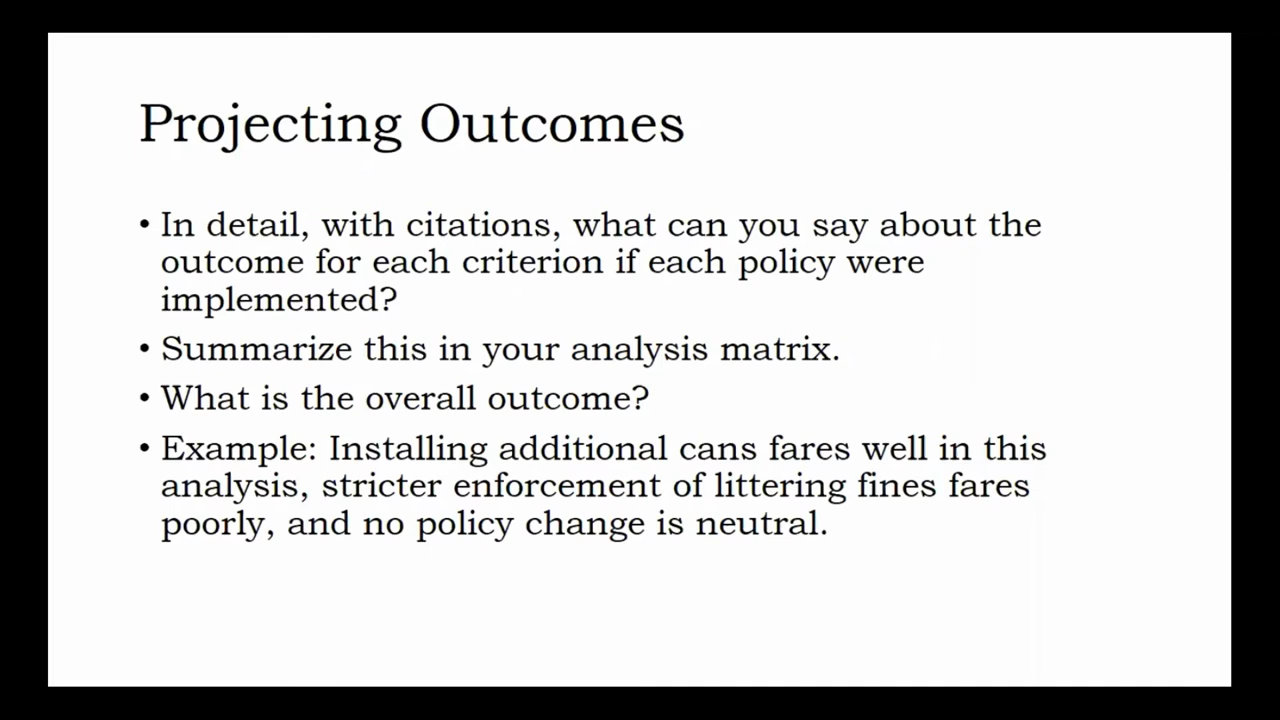 Projecting Outcomes
• In detail, with citations, what can you say about the
outcome for each criterion if each policy were
implemented?
• Summarize this in your analysis matrix.
• What is the overall outcome?
• Example: Installing additional cans fares well in this
analysis, stricter enforcement of littering fines fares
poorly, and no policy change is neutral.